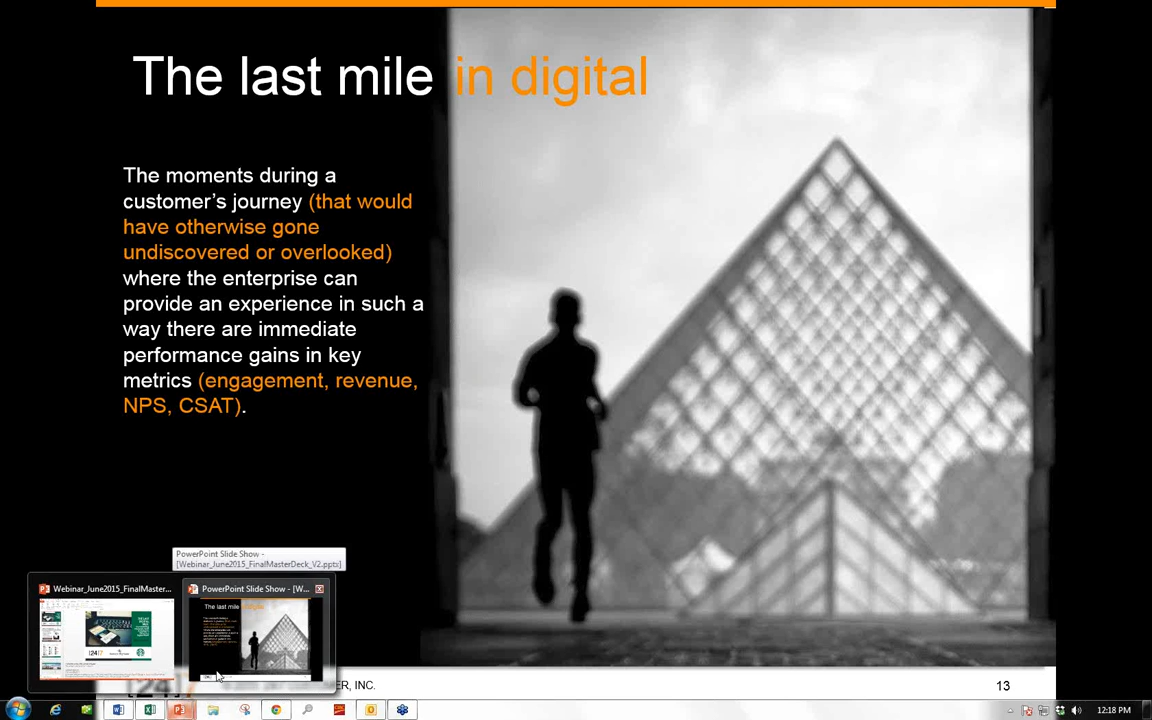 The last mile in digital
The moments during a
customer's journey (that would
have otherwise gone
undiscovered or overlooked)
where the enterprise can
provide an experience in such a
way there are immediate
performance gains in key
metrics (engagement, revenue,
NPS, CSAT).
PowerPoint Slide Show -
[Webinar_June2015_FinalMasterDeck_V2.pptx]
Webinar_June2015_FinalMaster...
PowerPoint Slide Show - [W...
The last mile in digital
INC.
13
12:18 PM